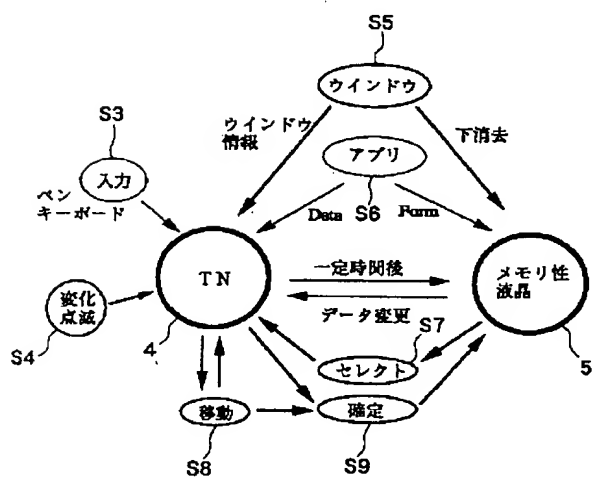 S5
ウインドウ
S3
ウインドウ
情報
下消去
入力
アプリ
ペン
キーボード
S6
Data
Form
TN
一定時間後
メモリ性
液晶
変化
点滅
データ変更
S7
S4
4
セレクト
5
移動
確定
S8
S9